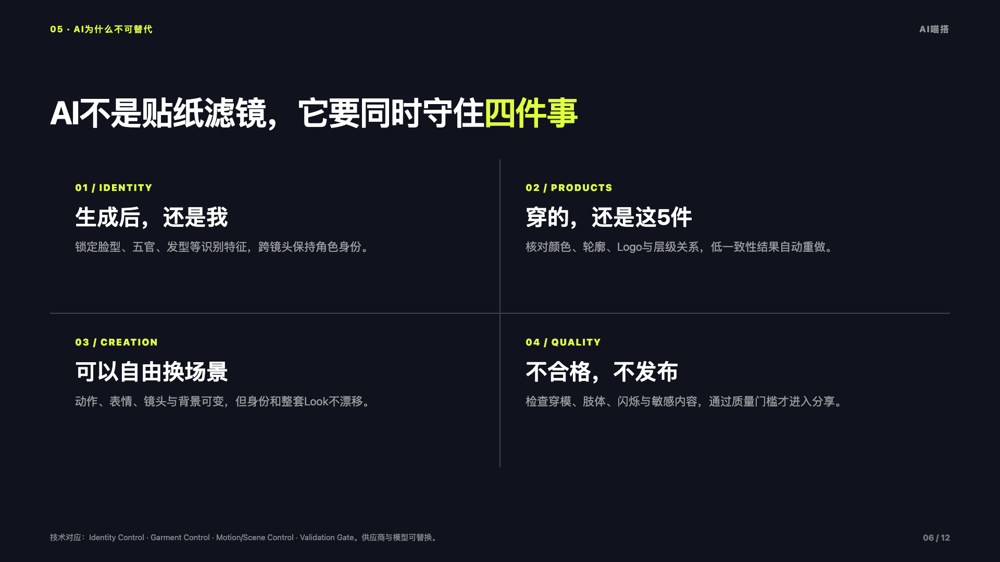 05 · AI为什么不可替代
AI喵搭
AI不是贴纸滤镜，它要同时守住四件事
01 / IDENTITY
生成后，还是我
锁定脸型、五官、发型等识别特征，跨镜头保持角色身份。
02 / PRODUCTS
穿的，还是这5件
核对颜色、轮廓、Logo与层级关系，低一致性结果自动重做。
03 / CREATION
可以自由换场景
动作、表情、镜头与背景可变，但身份和整套Look不漂移。
04 / QUALITY
不合格，不发布
检查穿模、肢体、闪烁与敏感内容，通过质量门槛才进入分享。
技术对应：Identity Control · Garment Control · Motion/Scene Control · Validation Gate。供应商与模型可替换。
06 / 12